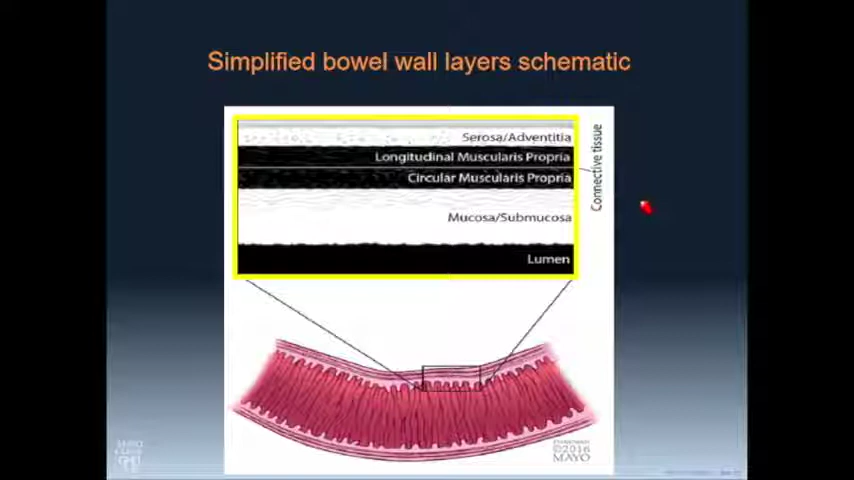 Simplified bowel wall layers schematic
Serosa/Adventitia
Longitudinal Muscularis Propria
Circular Muscularis Propria
Connective tissue
Mucosa/Submucosa
Lumen
©2016
MAYO